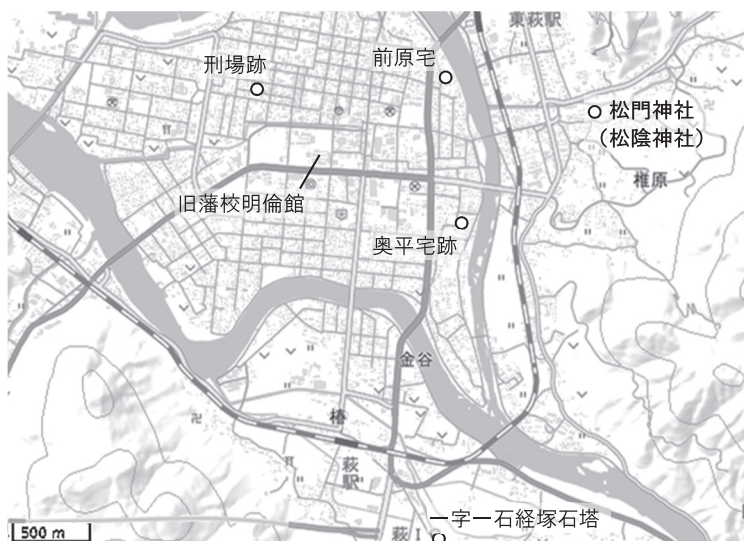 東萩駅
刑場跡
前原宅
松門神社
（松陰神社）
椎原
旧藩校明倫館
奥平宅跡
金谷
椿
萩駅
一字一石経塚石塔
萩I
500 m